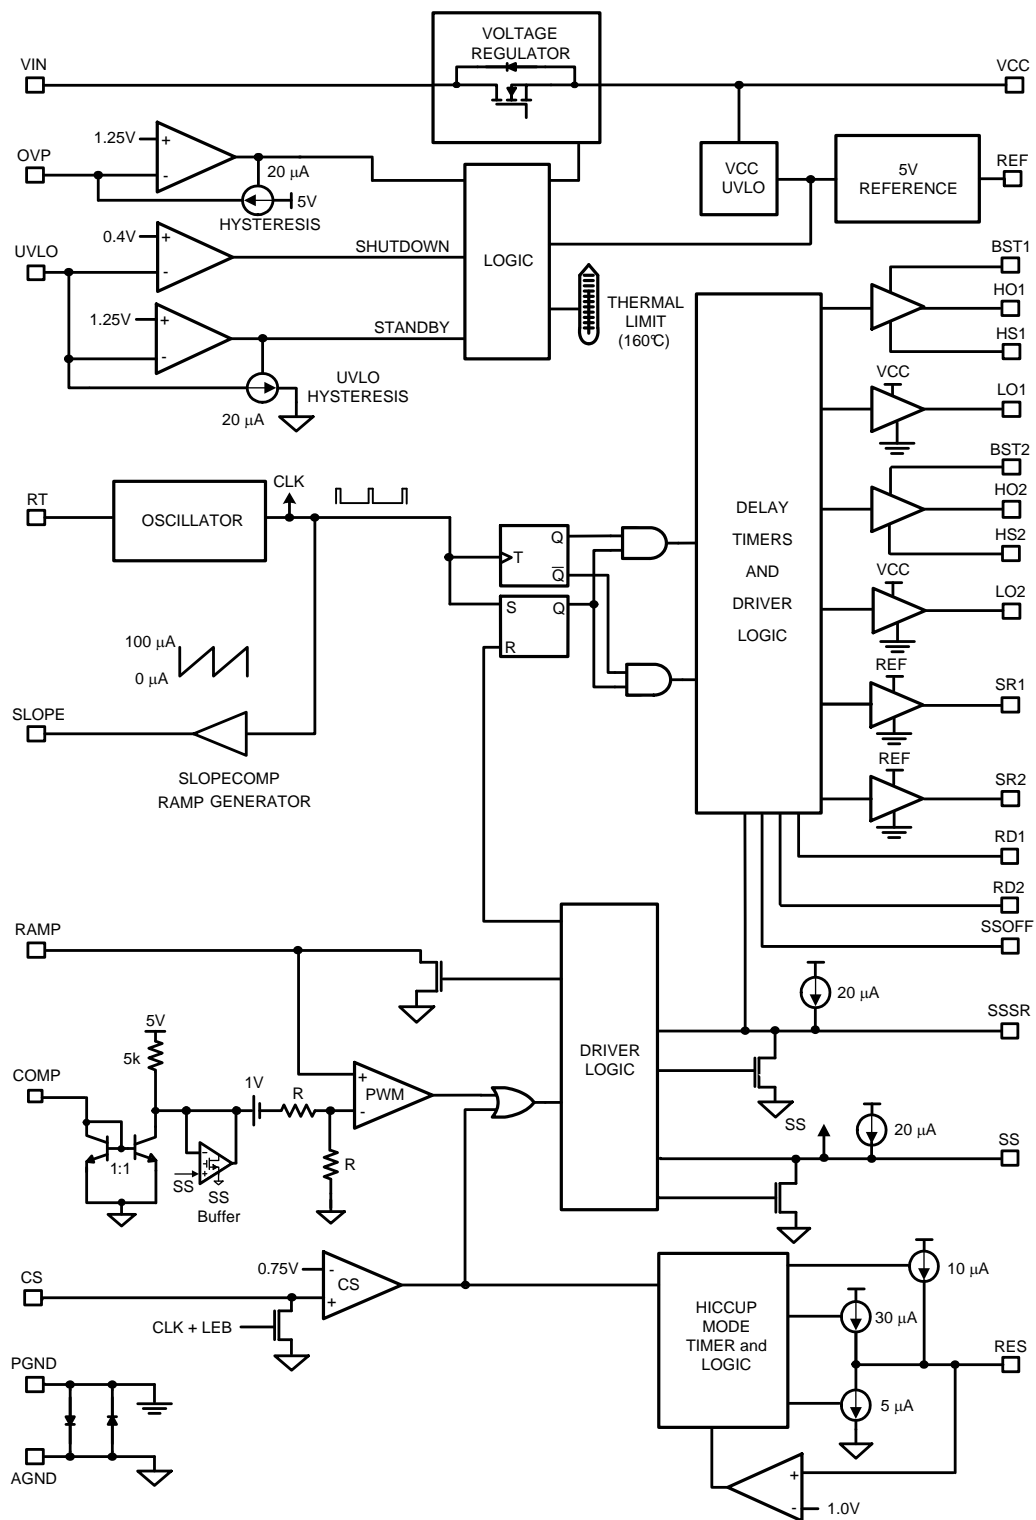 VOLTAGE
REGULATOR
VIN
VCC
1.25V
+
-
OVP
20 µA
5V
HYSTERESIS
VCC
UVLO
5V
REFERENCE
REF
0.4V
+
-
UVLO
SHUTDOWN
LOGIC
1.25V
+
-
STANDBY
THERMAL
LIMIT
(160°C)
UVLO
HYSTERESIS
20 µA
BST1
HO1
HS1
VCC
LO1
BST2
HO2
HS2
VCC
LO2
REF
SR1
REF
SR2
RD1
RD2
SSOFF
DELAY
TIMERS
AND
DRIVER
LOGIC
RT
OSCILLATOR
CLK
T
Q
Q
S
Q
R
100 µA
0 µA
SLOPE
SLOPECOMP
RAMP GENERATOR
RAMP
5V
5k
COMP
1:1
1V
R
R
+
-
PWM
-
+
SS
SS
Buffer
DRIVER
LOGIC
20 µA
SSSR
SS
20 µA
SS
0.75V
-
+
CS
CS
CLK + LEB
HICCUP
MODE
TIMER and
LOGIC
10 µA
30 µA
RES
5 µA
+
-
1.0V
PGND
AGND